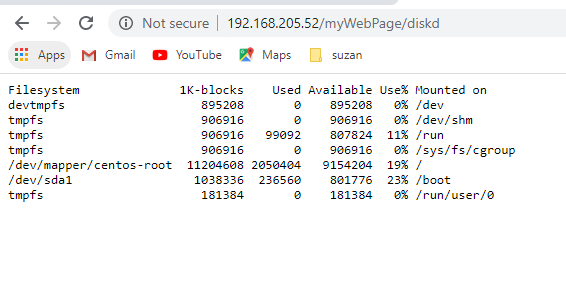 Not secure | 192.168.205.52/myWebPage/diskd
Apps Gmail YouTube Maps suzan
Filesystem 1K-blocks Used Available Use% Mounted on
devtmpfs 895208 0 895208 0% /dev
tmpfs 906916 0 906916 0% /dev/shm
tmpfs 906916 99092 807824 11% /run
tmpfs 906916 0 906916 0% /sys/fs/cgroup
/dev/mapper/centos-root 11204608 2050404 9154204 19% /
/dev/sda1 1038336 236560 801776 23% /boot
tmpfs 181384 0 181384 0% /run/user/0